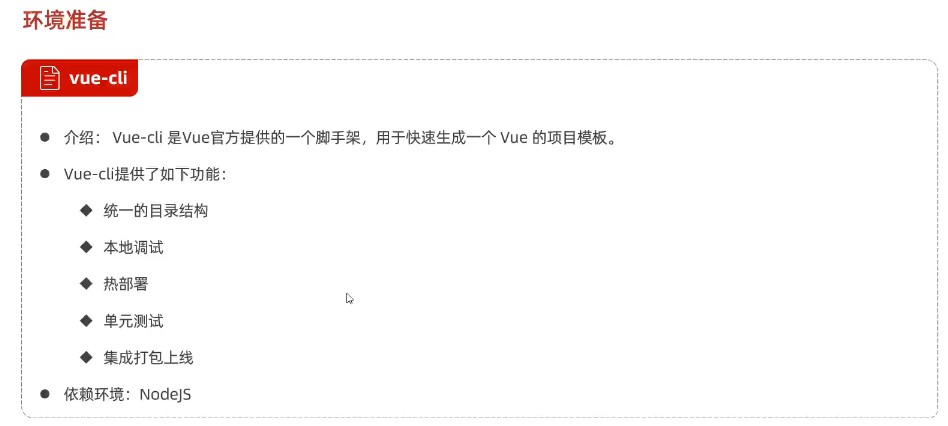 环境准备
vue-cli
介绍： Vue-cli 是Vue官方提供的一个脚手架，用于快速生成一个 Vue 的项目模板。
Vue-cli提供了如下功能：
统一的目录结构
本地调试
热部署
单元测试
集成打包上线
依赖环境：NodeJS